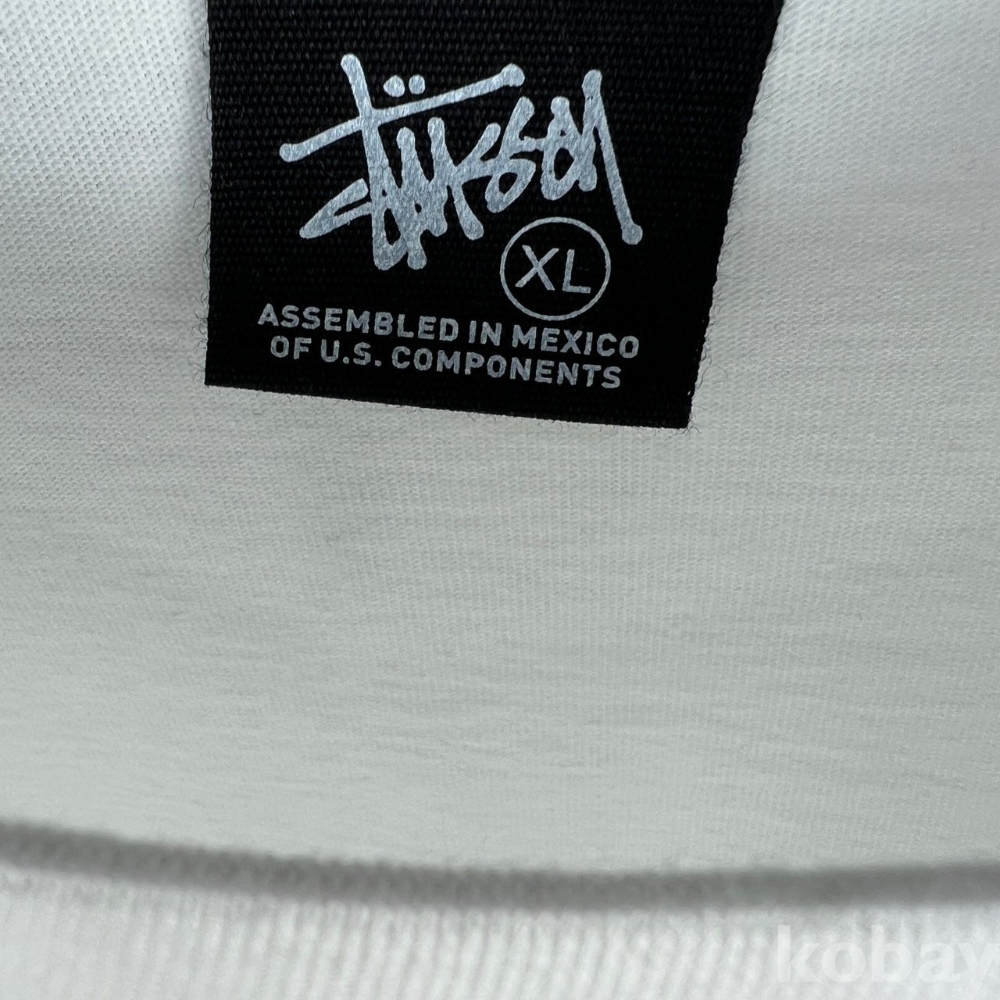 Stüssy
XL
ASSEMBLED IN MEXICO
OF U.S. COMPONENTS
kobay